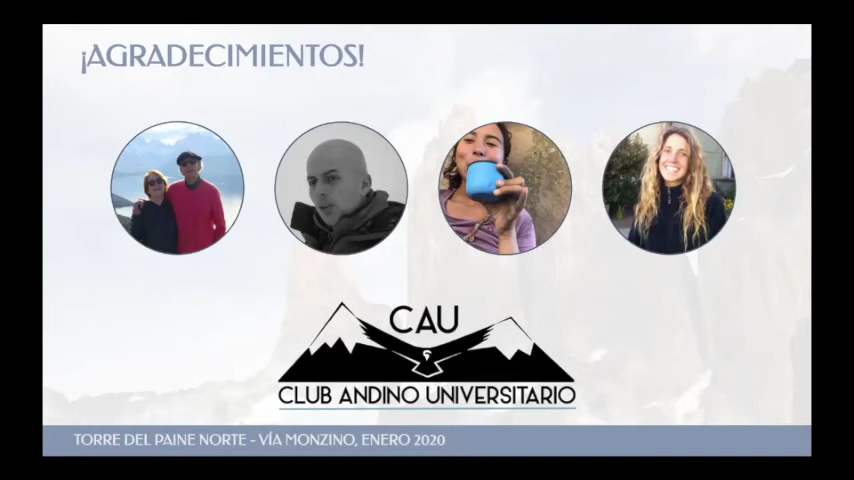 ¡AGRADECIMIENTOS!
CAU
CLUB ANDINO UNIVERSITARIO
TORRE DEL PAINE NORTE - VÍA MONZINO, ENERO 2020